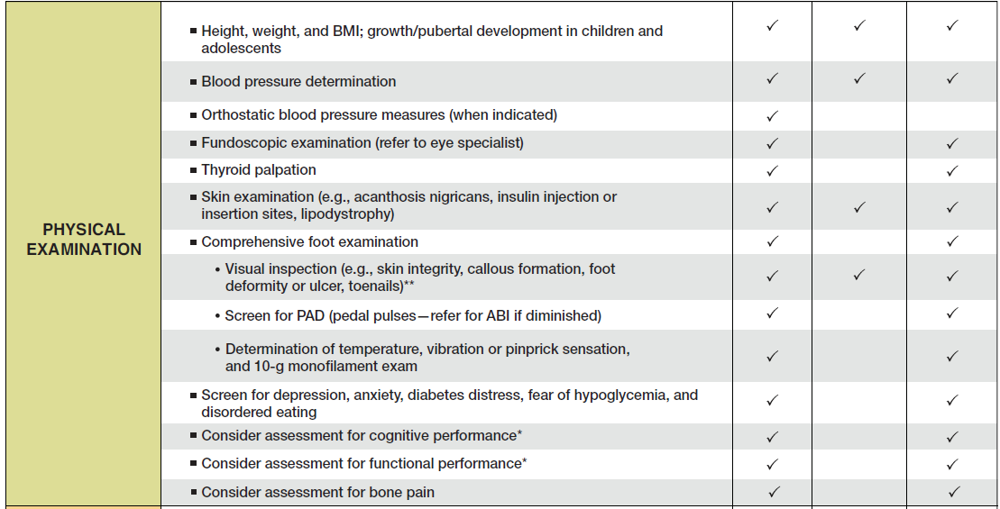 ■ Height, weight, and BMI; growth/pubertal development in children and ✓ ✓ ✓
adolescents
■ Blood pressure determination ✓ ✓ ✓
■ Orthostatic blood pressure measures (when indicated) ✓
■ Fundoscopic examination (refer to eye specialist) ✓ ✓
■ Thyroid palpation ✓ ✓
■ Skin examination (e.g., acanthosis nigricans, insulin injection or
insertion sites, lipodystrophy) ✓ ✓ ✓
PHYSICAL
EXAMINATION
■ Comprehensive foot examination ✓ ✓
• Visual inspection (e.g., skin integrity, callous formation, foot
deformity or ulcer, toenails)** ✓ ✓ ✓
• Screen for PAD (pedal pulses—refer for ABI if diminished) ✓ ✓
• Determination of temperature, vibration or pinprick sensation,
and 10-g monofilament exam ✓ ✓
■ Screen for depression, anxiety, diabetes distress, fear of hypoglycemia, and
disordered eating ✓ ✓
■ Consider assessment for cognitive performance* ✓ ✓
■ Consider assessment for functional performance* ✓ ✓
■ Consider assessment for bone pain ✓ ✓